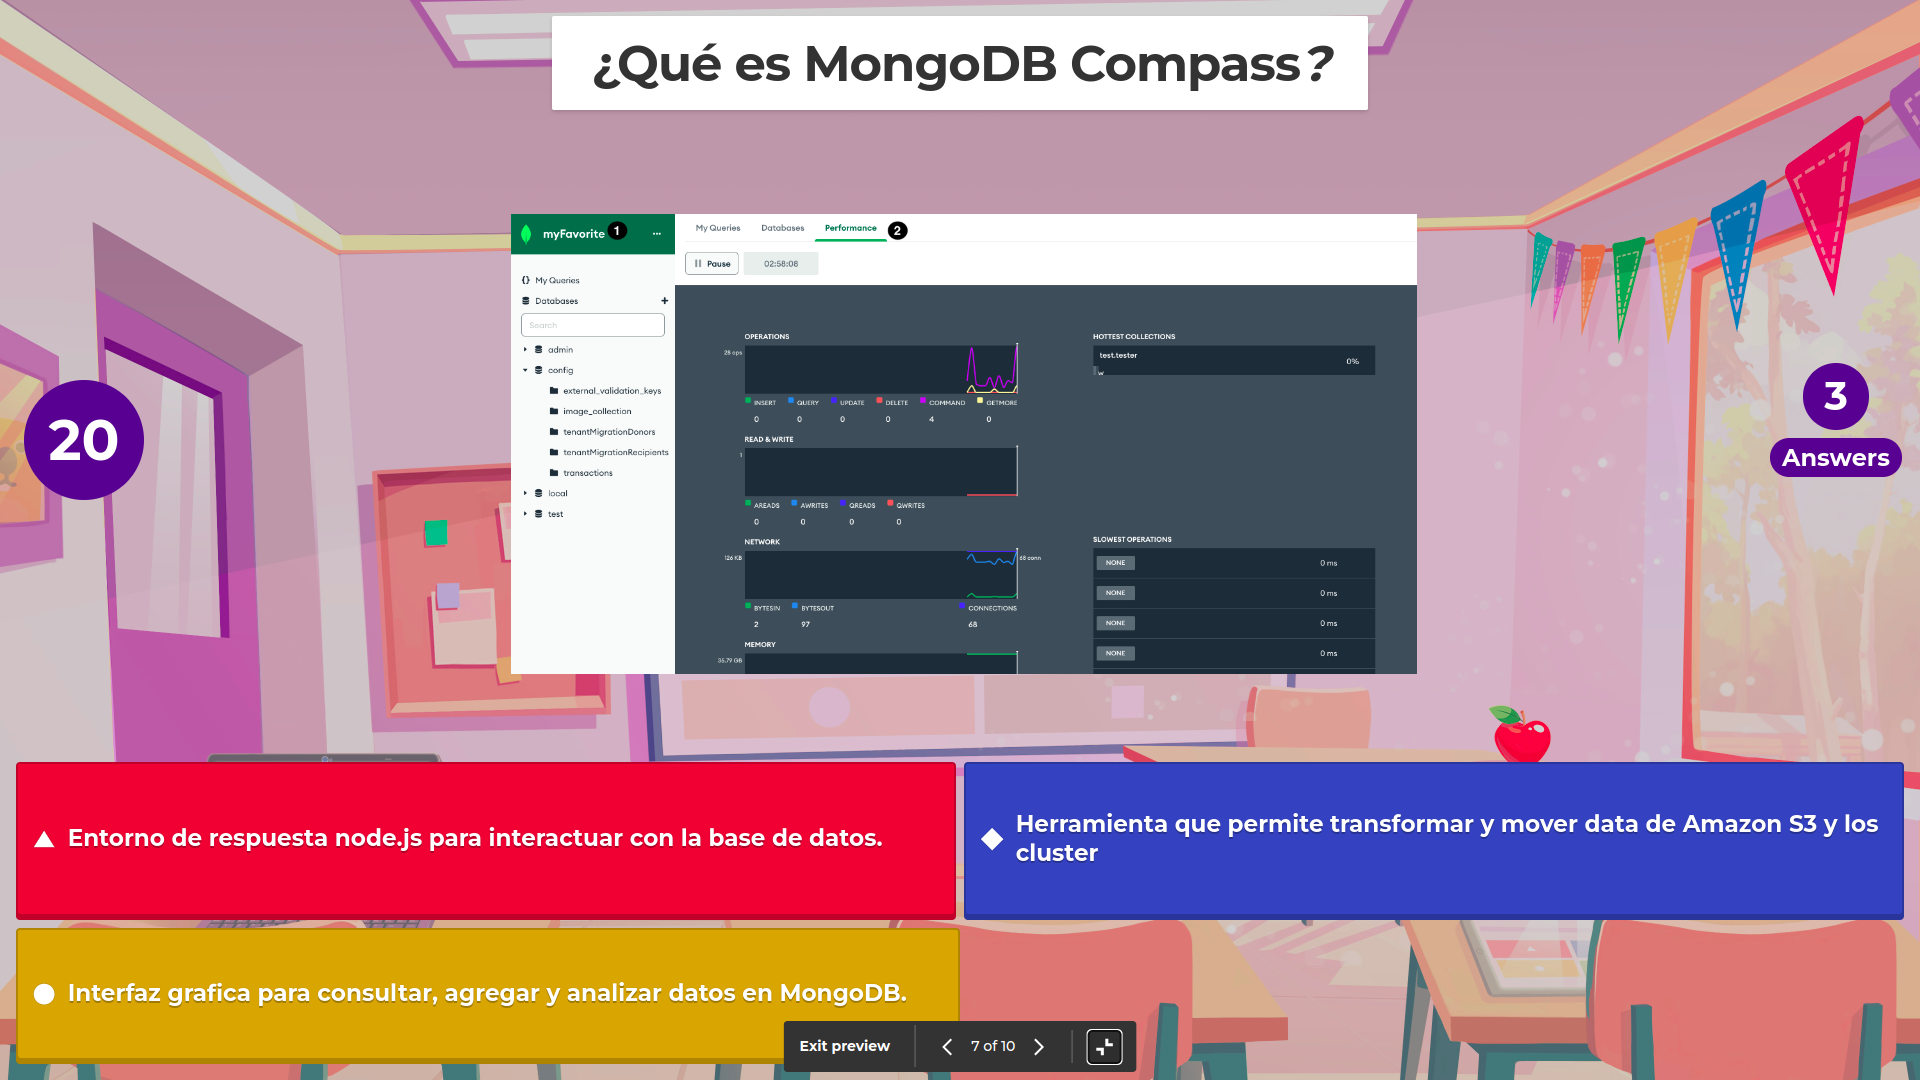 ¿Qué es MongoDB Compass?
myFavorite 1 ...
My Queries Databases Performance 2
Pause 02:58:08
My Queries
Databases +
Search
admin
config
external_validation_keys
image_collection
tenantMigrationDonors
tenantMigrationRecipients
transactions
local
test
OPERATIONS
25 ops
INSERT QUERY UPDATE DELETE COMMAND GETMORE
0 0 0 0 4 0
READ & WRITE
1
AREADS AWRITES QREADS QWRITES
0 0 0 0
NETWORK
126 KB 68 conn
BYTESIN BYTESOUT CONNECTIONS
2 97 68
MEMORY
35.79 GB
HOTTEST COLLECTIONS
test.tester 0%
W
SLOWEST OPERATIONS
NONE 0 ms
NONE 0 ms
NONE 0 ms
NONE 0 ms
20
3
Answers
Entorno de respuesta node.js para interactuar con la base de datos.
Herramienta que permite transformar y mover data de Amazon S3 y los
cluster
Interfaz grafica para consultar, agregar y analizar datos en MongoDB.
Exit preview 7 of 10